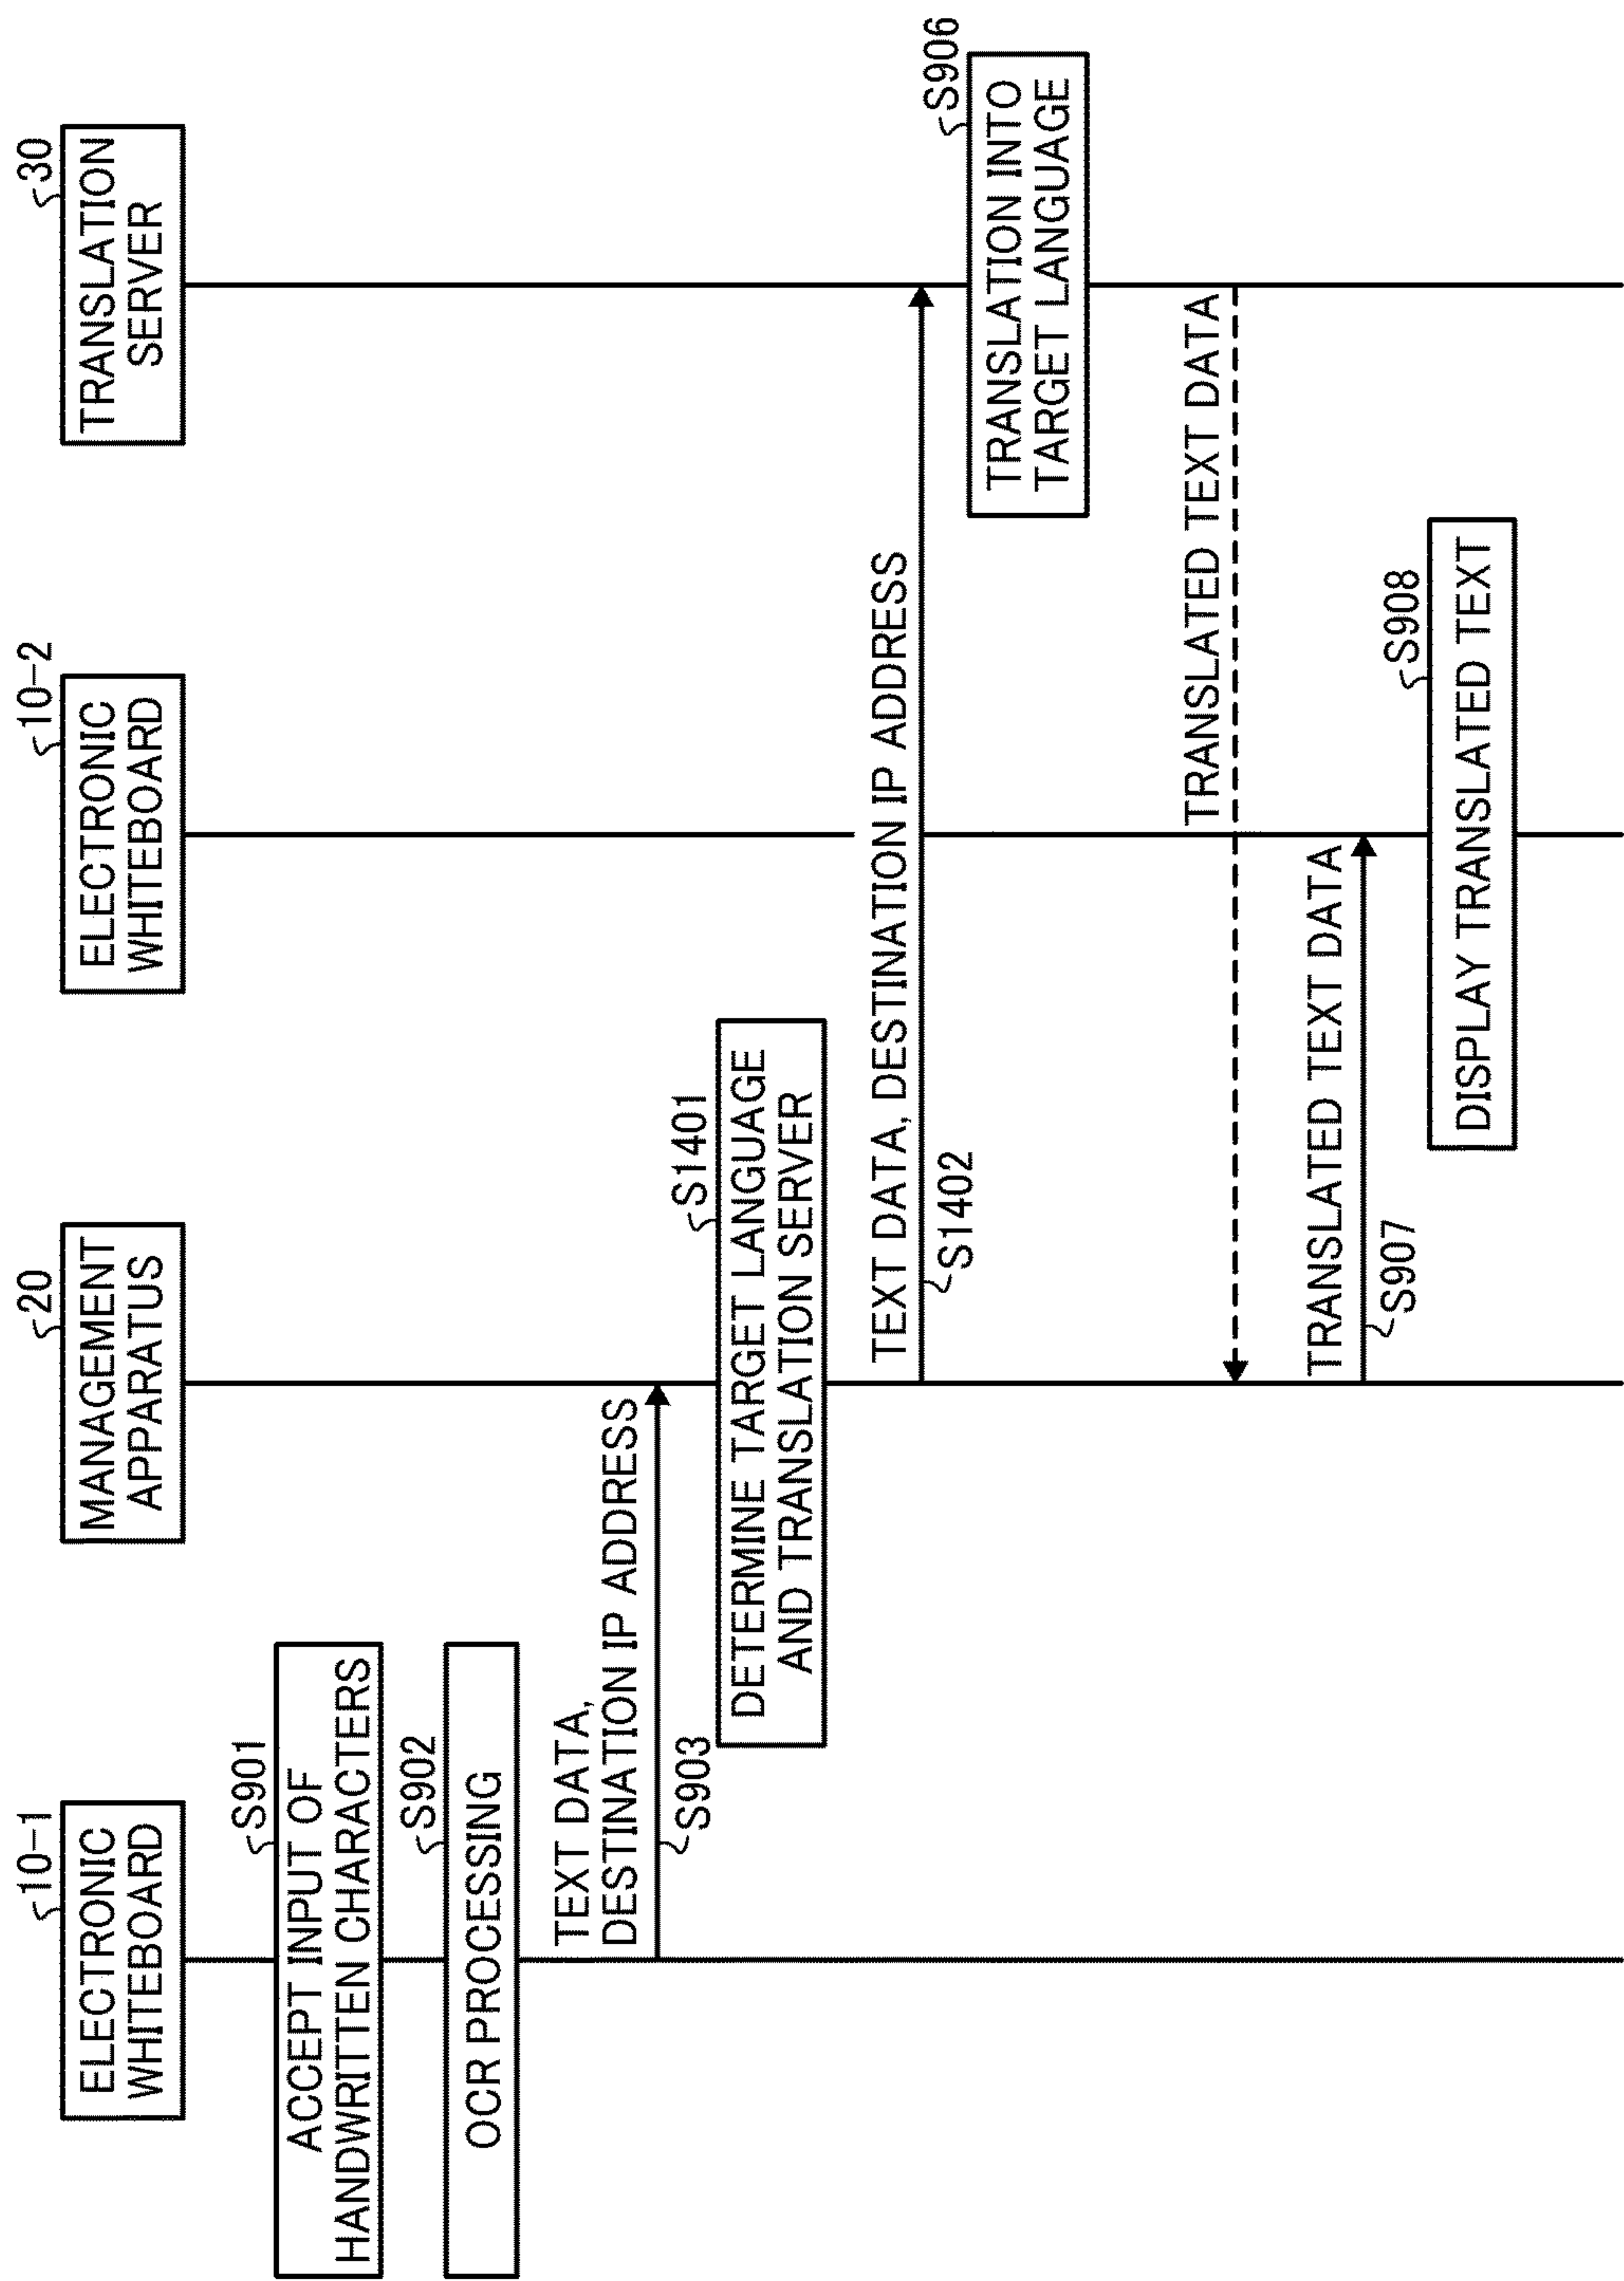 10-1
ELECTRONIC
WHITEBOARD
20
MANAGEMENT
APPARATUS
10-2
ELECTRONIC
WHITEBOARD
30
TRANSLATION
SERVER
S901
ACCEPT INPUT OF
HANDWRITTEN CHARACTERS
S902
OCR PROCESSING
TEXT DATA,
DESTINATION IP ADDRESS
S903
S1401
DETERMINE TARGET LANGUAGE
AND TRANSLATION SERVER
TEXT DATA, DESTINATION IP ADDRESS
S1402
S906
TRANSLATION INTO
TARGET LANGUAGE
TRANSLATED TEXT DATA
TRANSLATED TEXT DATA
S907
S908
DISPLAY TRANSLATED TEXT